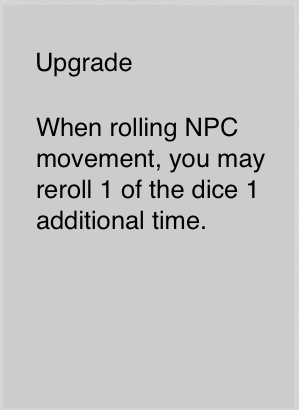 Upgrade
When rolling NPC
movement, you may
reroll 1 of the dice 1
additional time.